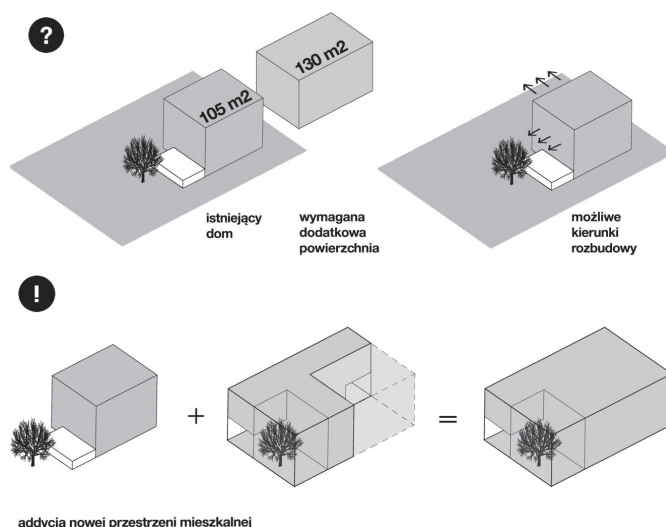 ?
105 m2
130 m2
istniejący
dom
wymagana
dodatkowa
powierzchnia
możliwe
kierunki
rozbudowy
!
+
=
addycja nowej przestrzeni mieszkalnej